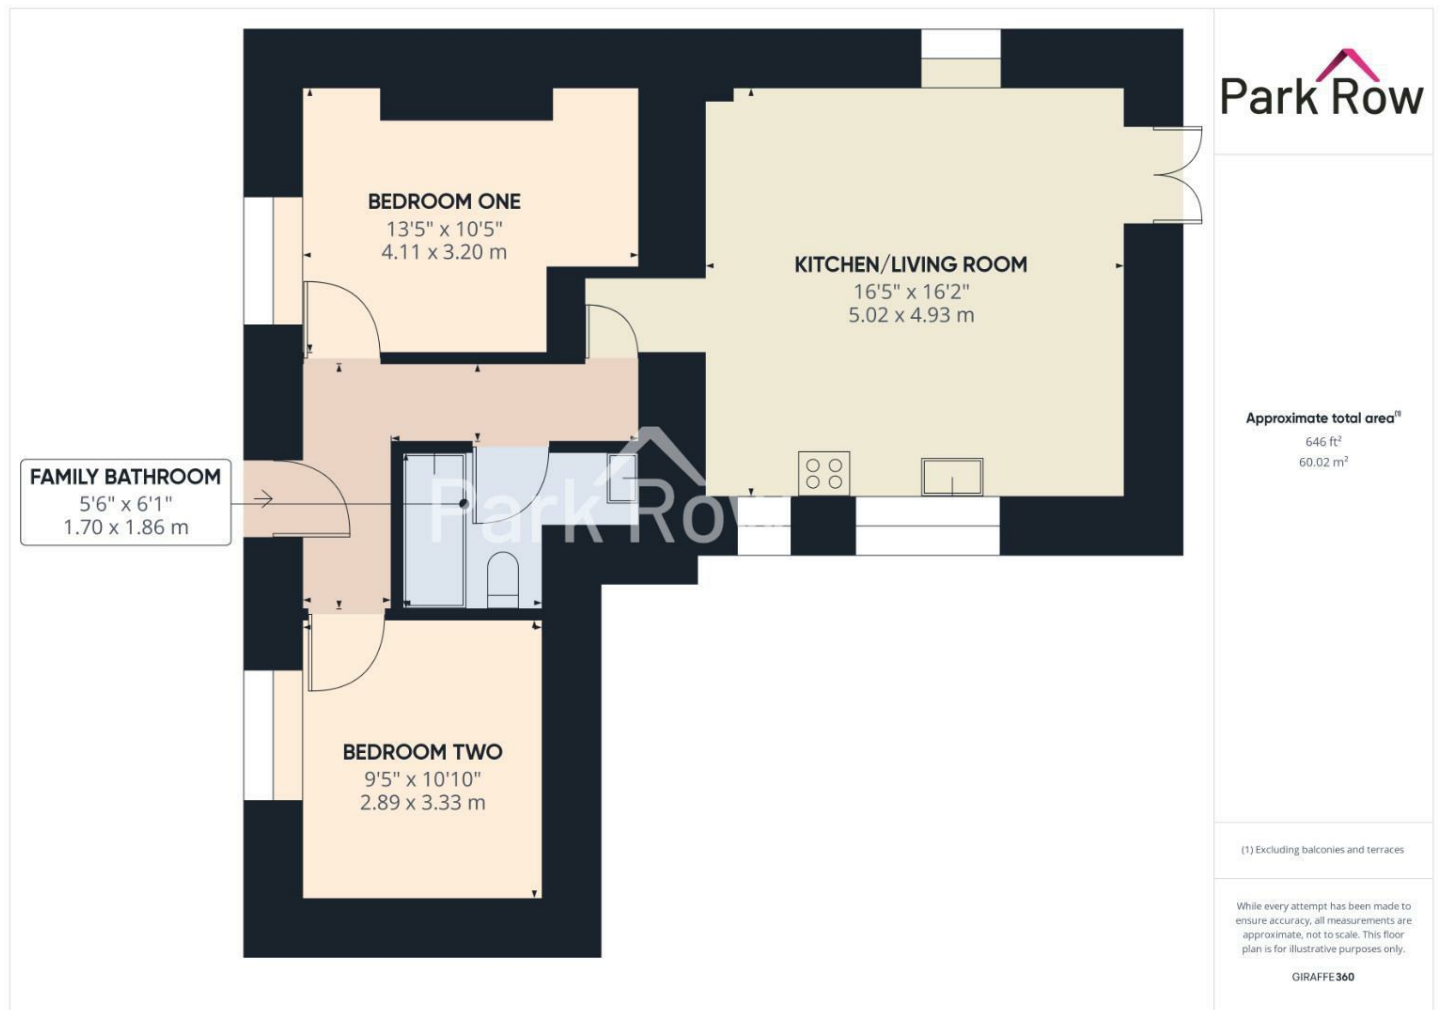 Park Row
BEDROOM ONE
13'5" x 10'5"
4.11 x 3.20 m
KITCHEN/LIVING ROOM
16'5" x 16'2"
5.02 x 4.93 m
FAMILY BATHROOM
5'6" x 6'1"
1.70 x 1.86 m
Park Row
BEDROOM TWO
9'5" x 10'10"
2.89 x 3.33 m
Approximate total area(1)
646 ft²
60.02 m²
(1) Excluding balconies and terraces
While every attempt has been made to
ensure accuracy, all measurements are
approximate, not to scale. This floor
plan is for illustrative purposes only.
GIRAFFE360